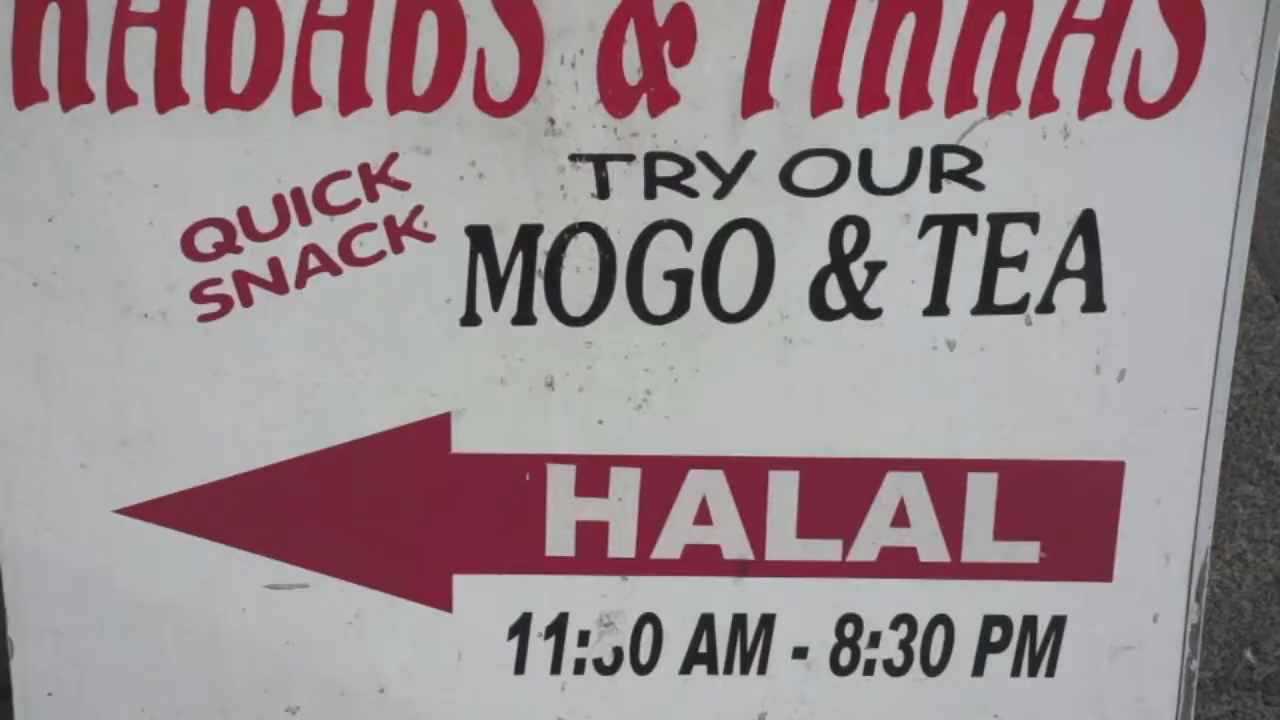 KABABS & TIKKAS
QUICK
SNACK
TRY OUR
MOGO & TEA
HALAL
11:30 AM - 8:30 PM